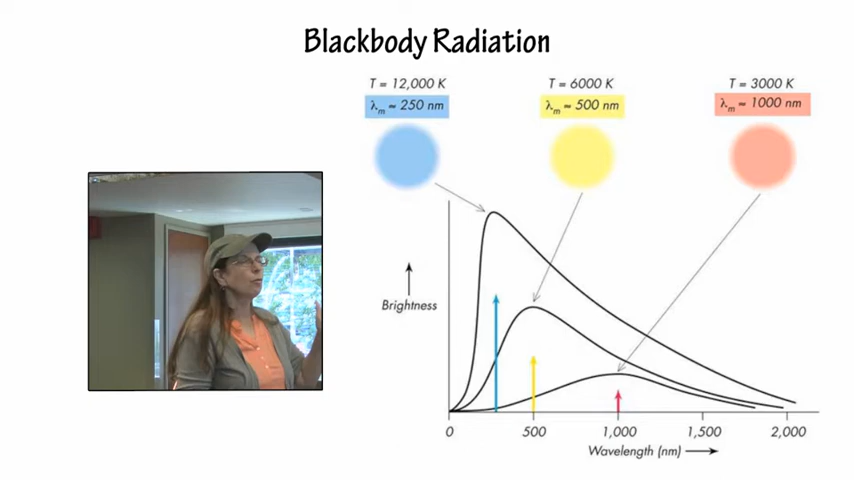 Blackbody Radiation
T = 12,000 K
λm ≈ 250 nm
T = 6000 K
λm ≈ 500 nm
T = 3000 K
λm ≈ 1000 nm
Brightness
0
500
1,000
1,500
2,000
Wavelength (nm)